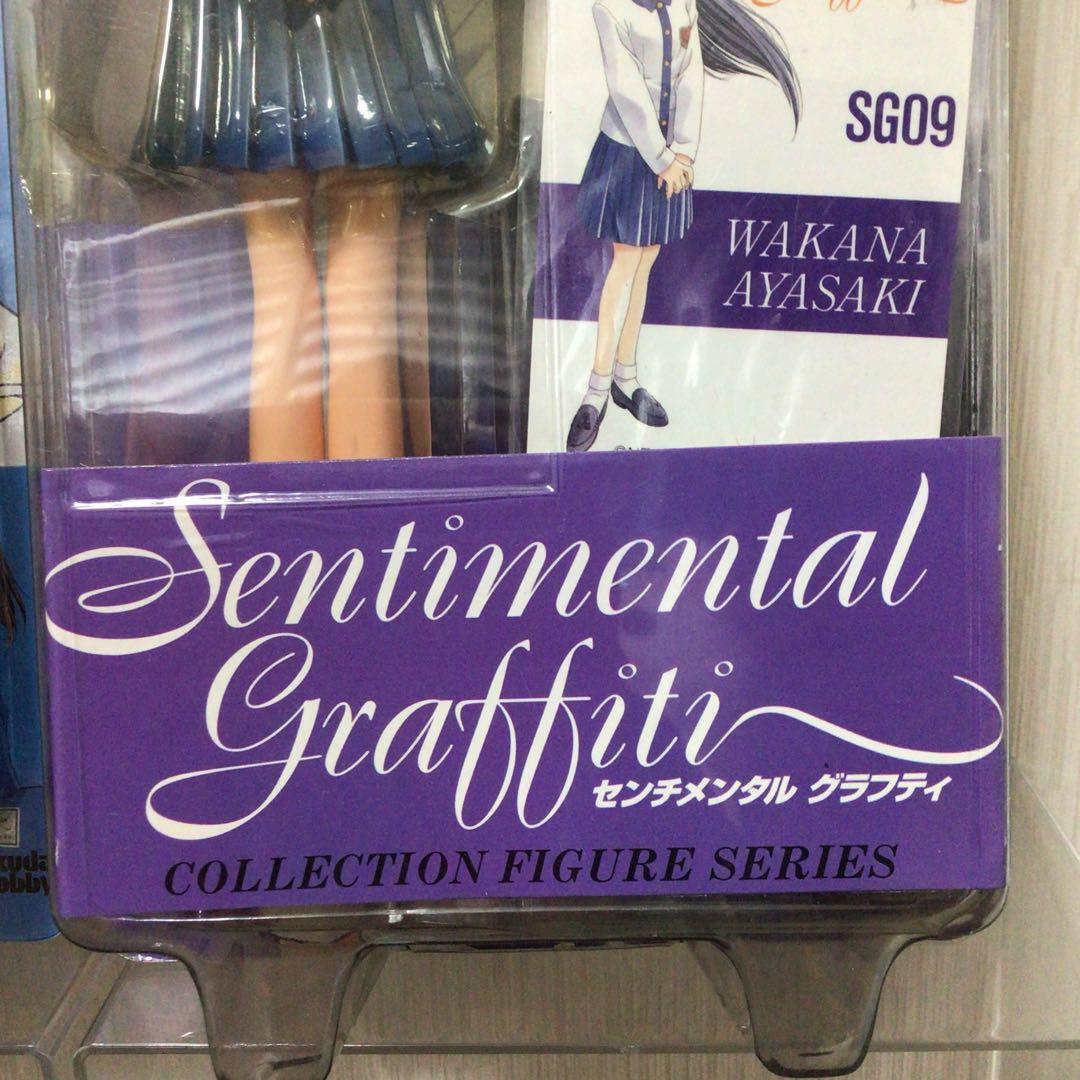 SG09
WAKANA
AYASAKI
Sentimental
Graffiti
センチメンタル グラフティ
COLLECTION FIGURE SERIES